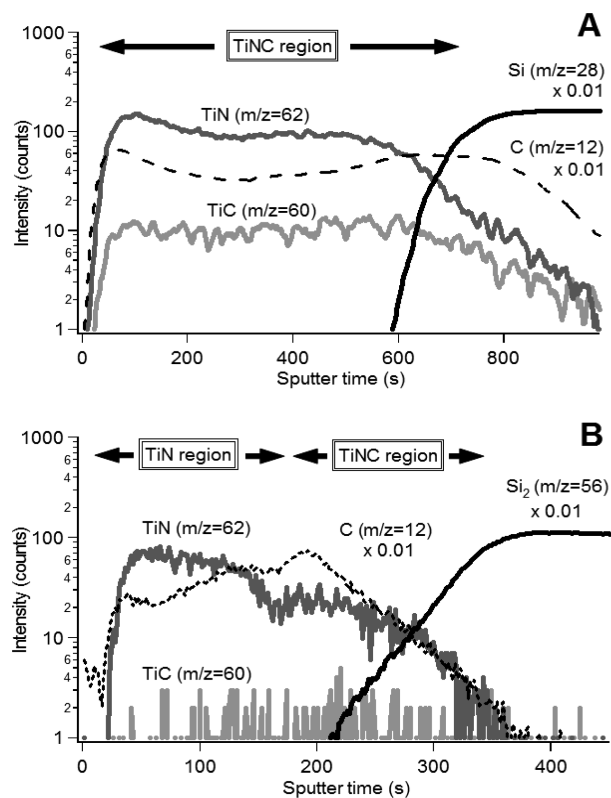 A
1000
6
4
2
100
6
4
2
10
6
4
2
1
Intensity (counts)
TiNC region
TiN (m/z=62)
TiC (m/z=60)
Si (m/z=28)
x 0.01
C (m/z=12)
x 0.01
0
200
400
600
800
Sputter time (s)
B
1000
6
4
2
100
6
4
2
10
6
4
2
1
Intensity (counts)
TiN region
TiNC region
TiN (m/z=62)
C (m/z=12)
x 0.01
Si2 (m/z=56)
x 0.01
TiC (m/z=60)
0
100
200
300
400
Sputter time (s)